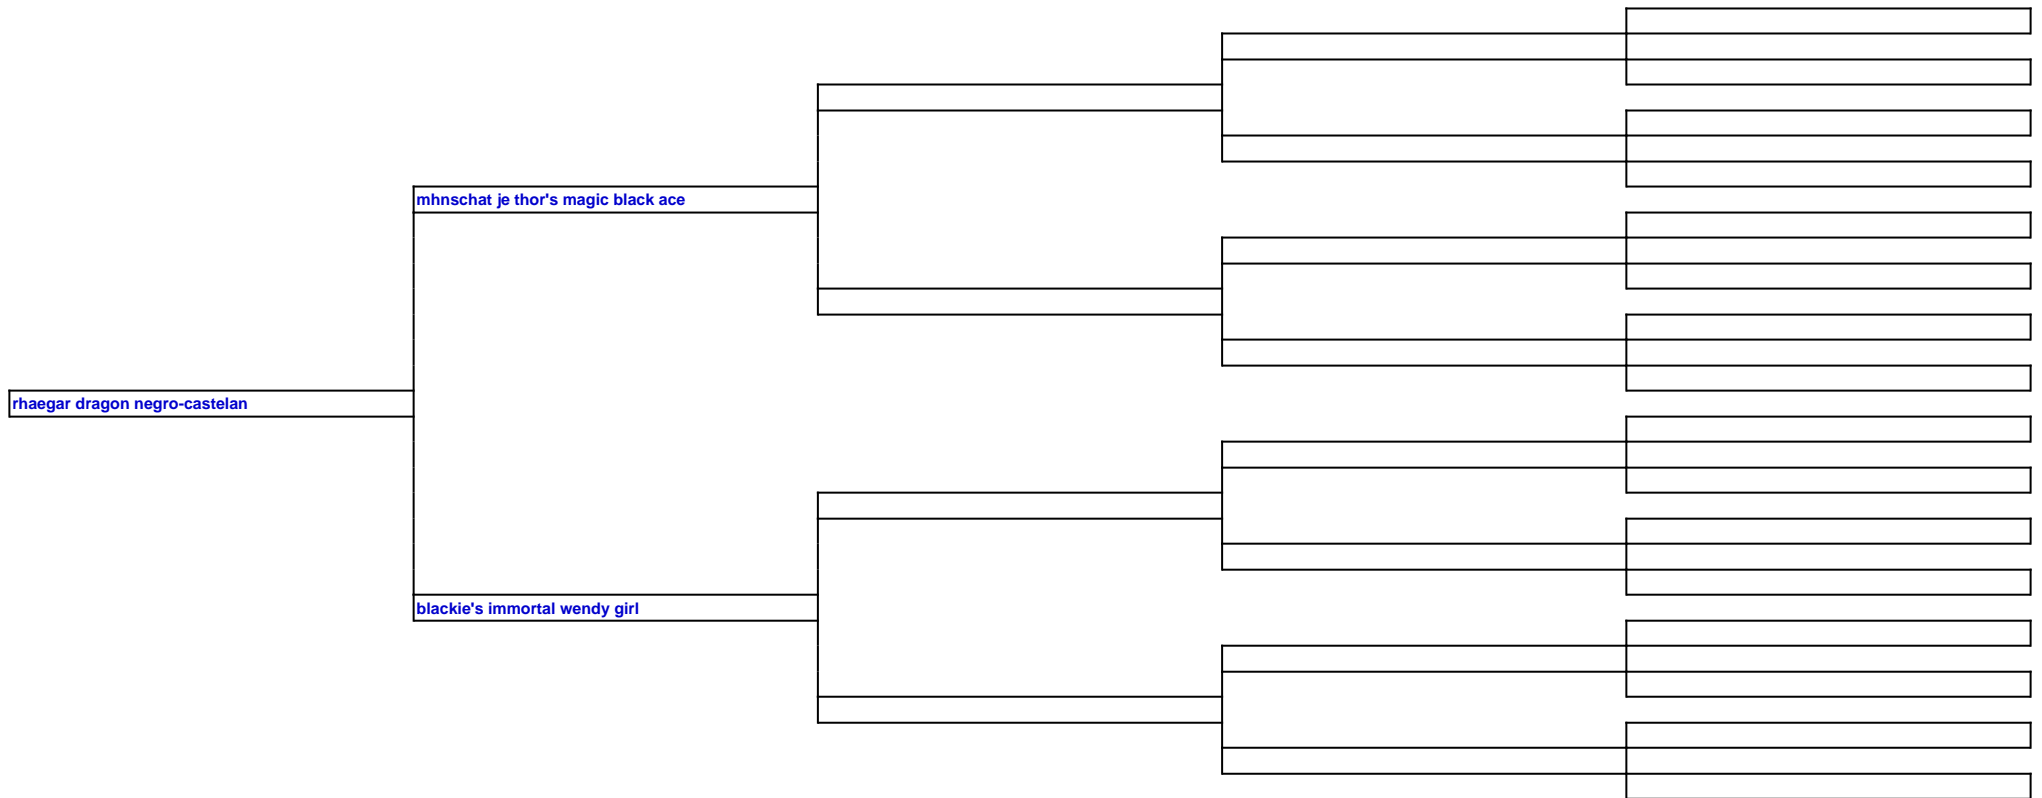 mhnschat je thor's magic black ace
rhaegar dragon negro-castelan
blackie's immortal wendy girl